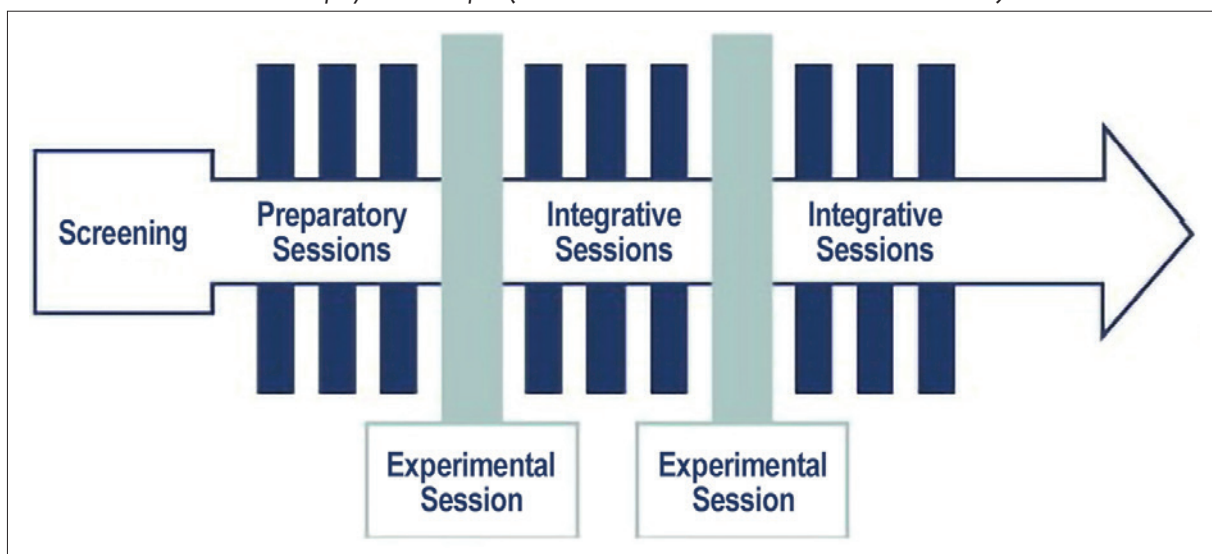 Screening
Preparatory
Sessions
Integrative
Sessions
Integrative
Sessions
Experimental
Session
Experimental
Session